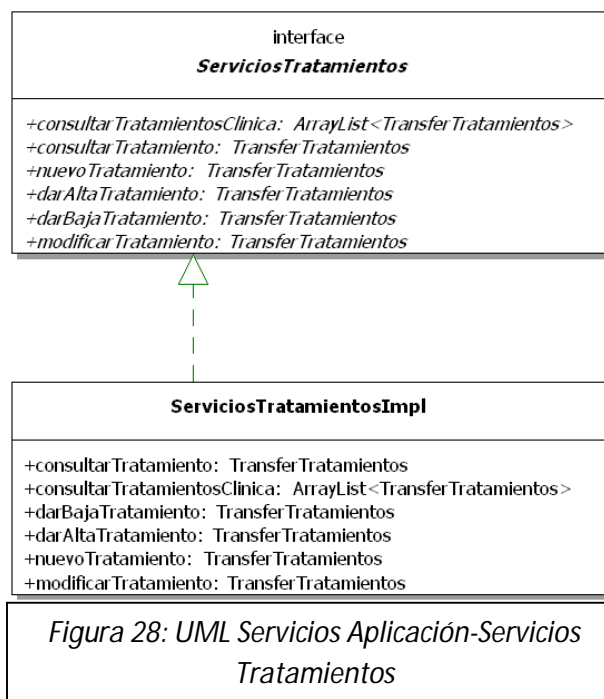 interface
ServiciosTratamientos
+consultarTratamientosClinica: ArrayList<TransferTratamientos>
+consultarTratamiento: TransferTratamientos
+nuevoTratamiento: TransferTratamientos
+darAltaTratamiento: TransferTratamientos
+darBajaTratamiento: TransferTratamientos
+modificarTratamiento: TransferTratamientos
ServiciosTratamientosImpl
+consultarTratamiento: TransferTratamientos
+consultarTratamientosClinica: ArrayList<TransferTratamientos>
+darBajaTratamiento: TransferTratamientos
+darAltaTratamiento: TransferTratamientos
+nuevoTratamiento: TransferTratamientos
+modificarTratamiento: TransferTratamientos
Figura 28: UML Servicios Aplicación-Servicios
Tratamientos